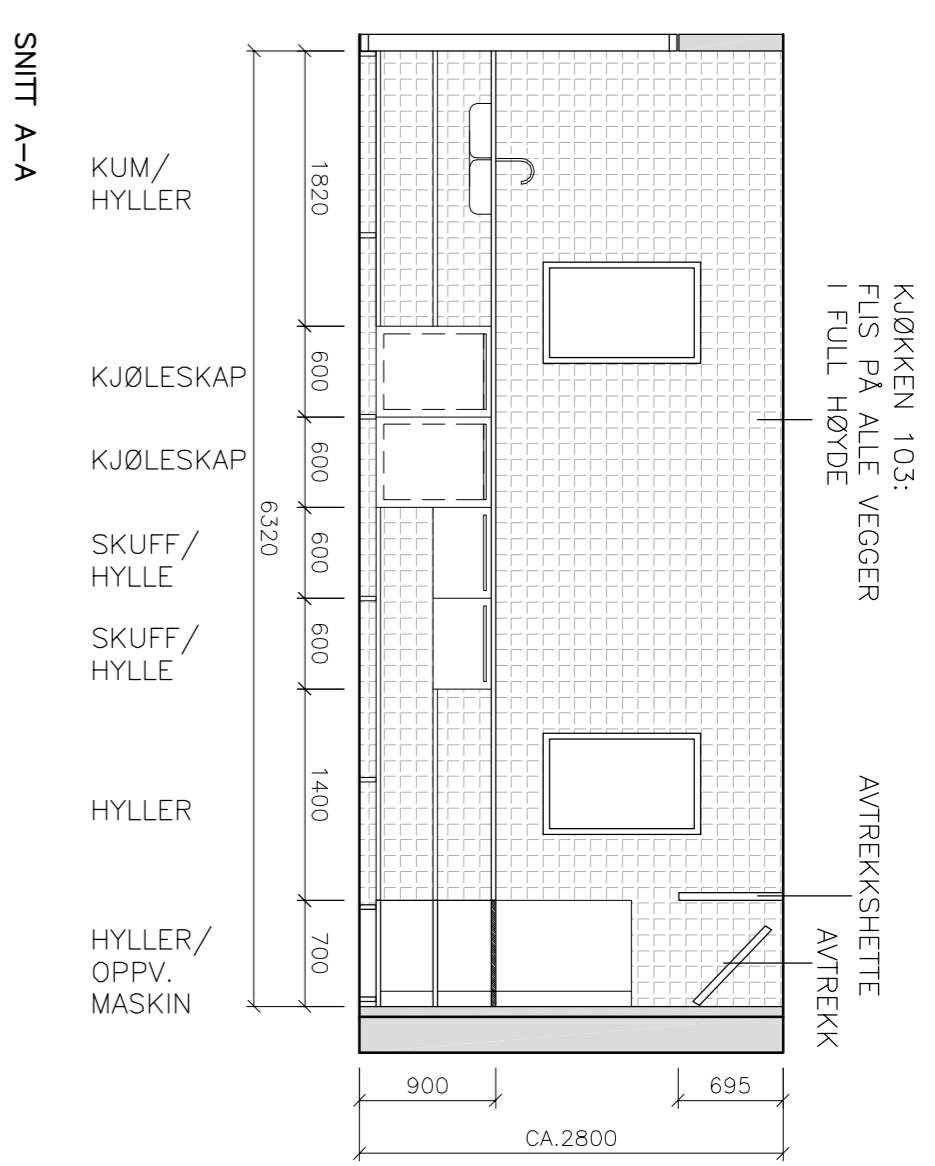 SNITT A-A
KUM/
HYLLER
KJØLESKAP
KJØLESKAP
SKUFF/
HYLLE
SKUFF/
HYLLE
HYLLER
HYLLER/
OPPV.
MASKIN
1820
600
600
600
600
1400
700
6320
KJØKKEN 103:
FLIS PÅ ALLE VEGGER
I FULL HØYDE
AVTREKKSHETTE
AVTREKK
900
695
CA.2800